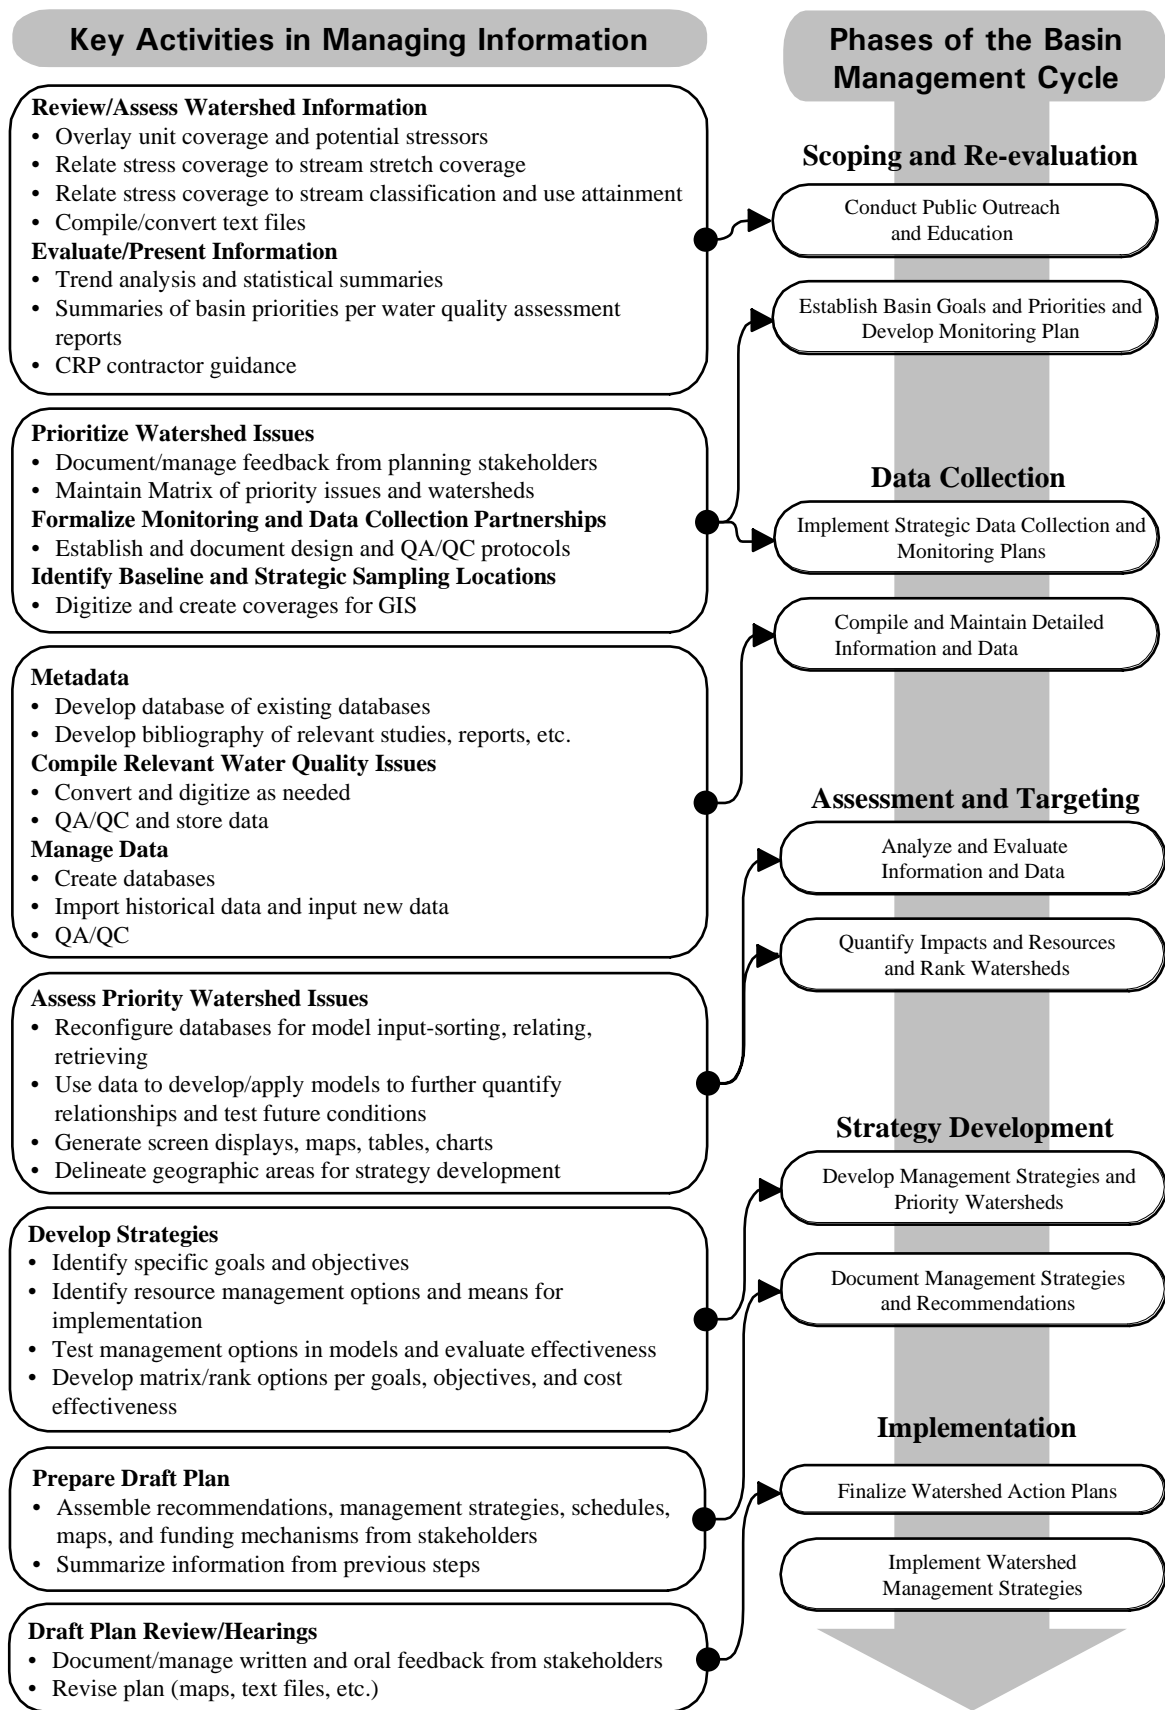 Key Activities in Managing Information
Review/Assess Watershed Information
• Overlay unit coverage and potential stressors
• Relate stress coverage to stream stretch coverage
• Relate stress coverage to stream classification and use attainment
• Compile/convert text files
Evaluate/Present Information
• Trend analysis and statistical summaries
• Summaries of basin priorities per water quality assessment
reports
• CRP contractor guidance
Prioritize Watershed Issues
• Document/manage feedback from planning stakeholders
• Maintain Matrix of priority issues and watersheds
Formalize Monitoring and Data Collection Partnerships
• Establish and document design and QA/QC protocols
Identify Baseline and Strategic Sampling Locations
• Digitize and create coverages for GIS
Metadata
• Develop database of existing databases
• Develop bibliography of relevant studies, reports, etc.
Compile Relevant Water Quality Issues
• Convert and digitize as needed
• QA/QC and store data
Manage Data
• Create databases
• Import historical data and input new data
• QA/QC
Assess Priority Watershed Issues
• Reconfigure databases for model input-sorting, relating,
retrieving
• Use data to develop/apply models to further quantify
relationships and test future conditions
• Generate screen displays, maps, tables, charts
• Delineate geographic areas for strategy development
Develop Strategies
• Identify specific goals and objectives
• Identify resource management options and means for
implementation
• Test management options in models and evaluate effectiveness
• Develop matrix/rank options per goals, objectives, and cost
effectiveness
Prepare Draft Plan
• Assemble recommendations, management strategies, schedules,
maps, and funding mechanisms from stakeholders
• Summarize information from previous steps
Draft Plan Review/Hearings
• Document/manage written and oral feedback from stakeholders
• Revise plan (maps, text files, etc.)
Phases of the Basin
Management Cycle
Scoping and Re-evaluation
Conduct Public Outreach
and Education
Establish Basin Goals and Priorities and
Develop Monitoring Plan
Data Collection
Implement Strategic Data Collection and
Monitoring Plans
Compile and Maintain Detailed
Information and Data
Assessment and Targeting
Analyze and Evaluate
Information and Data
Quantify Impacts and Resources
and Rank Watersheds
Strategy Development
Develop Management Strategies and
Priority Watersheds
Document Management Strategies
and Recommendations
Implementation
Finalize Watershed Action Plans
Implement Watershed
Management Strategies